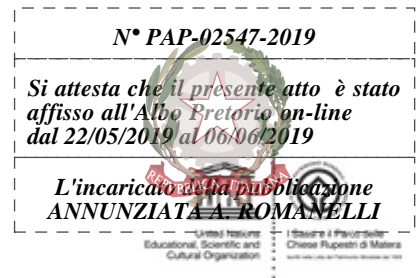 N° PAP-02547-2019
Si attesta che il presente atto è stato
affisso all'Albo Pretorio on-line
dal 22/05/2019 al 06/06/2019
L'incaricato della pubblicazione
ANNUNZIATA A. ROMANELLI
REPUBBLICA ITALIANA
United Nations
Educational, Scientific and
Cultural Organization
I Sassi e il Parco delle
Chiese Rupestri di Matera